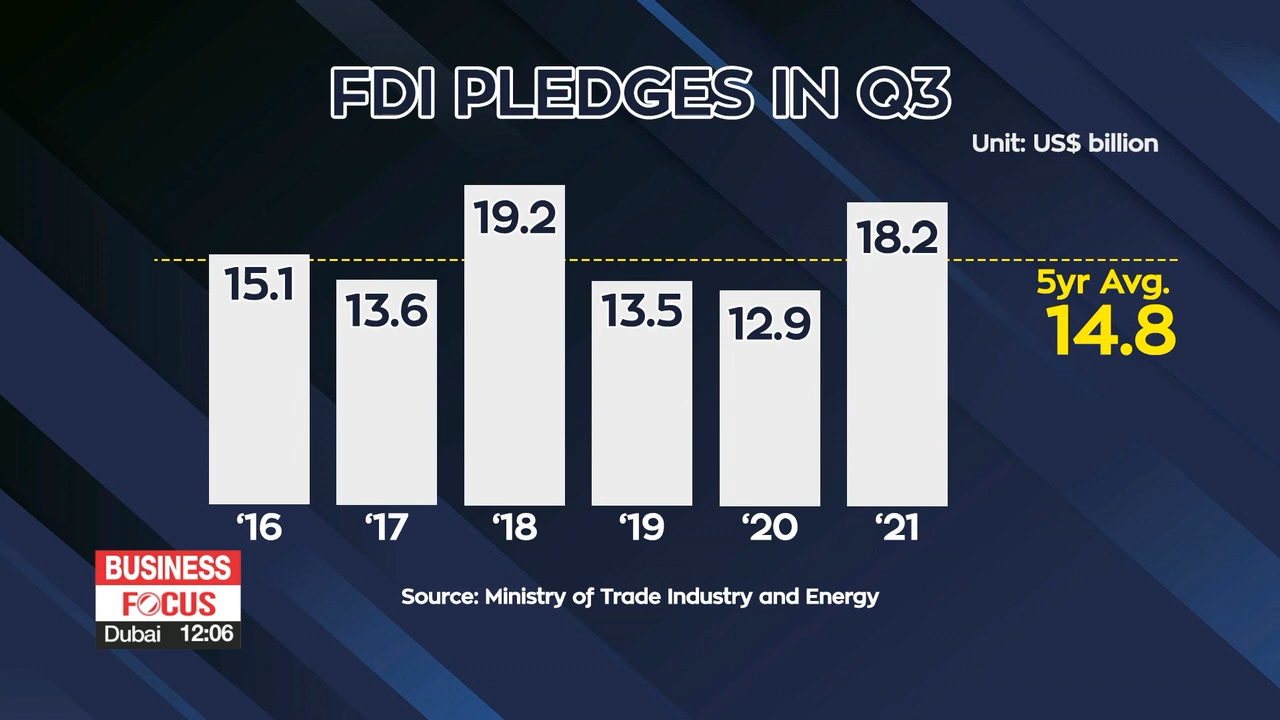 FDI PLEDGES IN Q3
Unit: US$ billion
19.2
18.2
15.1
13.6
13.5
12.9
5yr Avg.
14.8
‘16 ‘17 ‘18 ‘19 ‘20 ‘21
BUSINESS
FOCUS
Dubai 12:06
Source: Ministry of Trade Industry and Energy